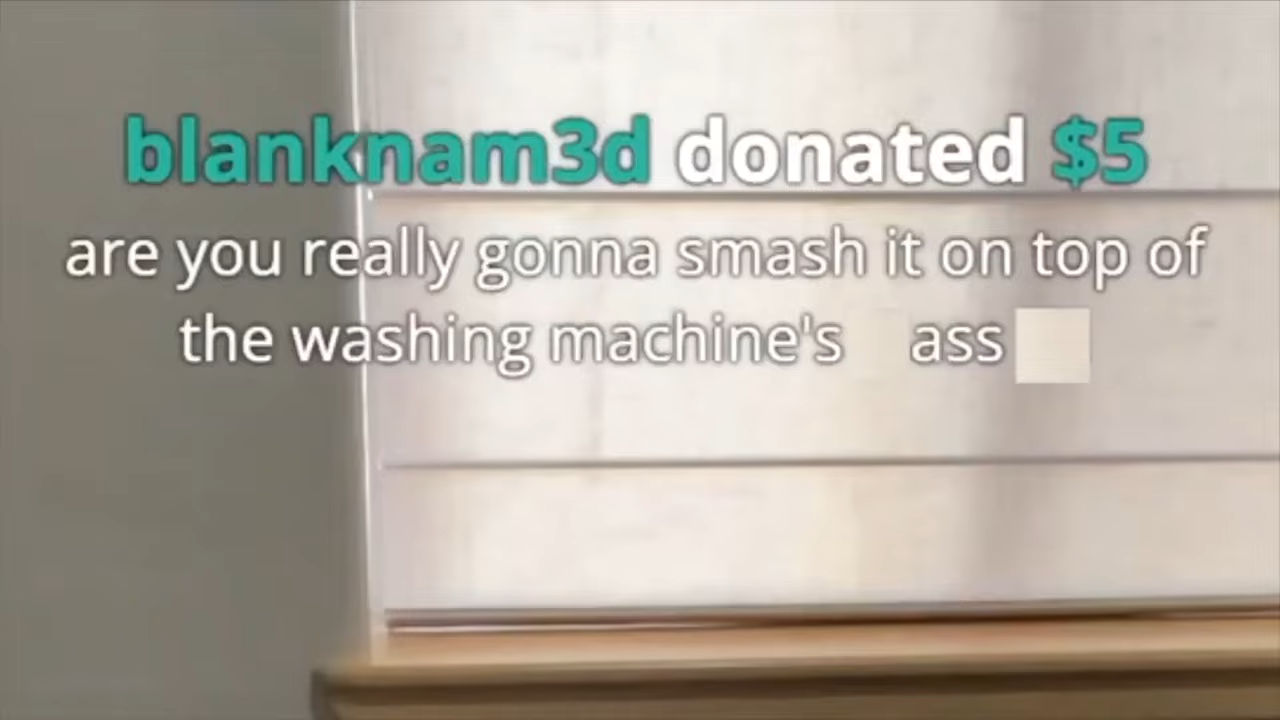 blanknam3d donated $5
are you really gonna smash it on top of
the washing machine's ass